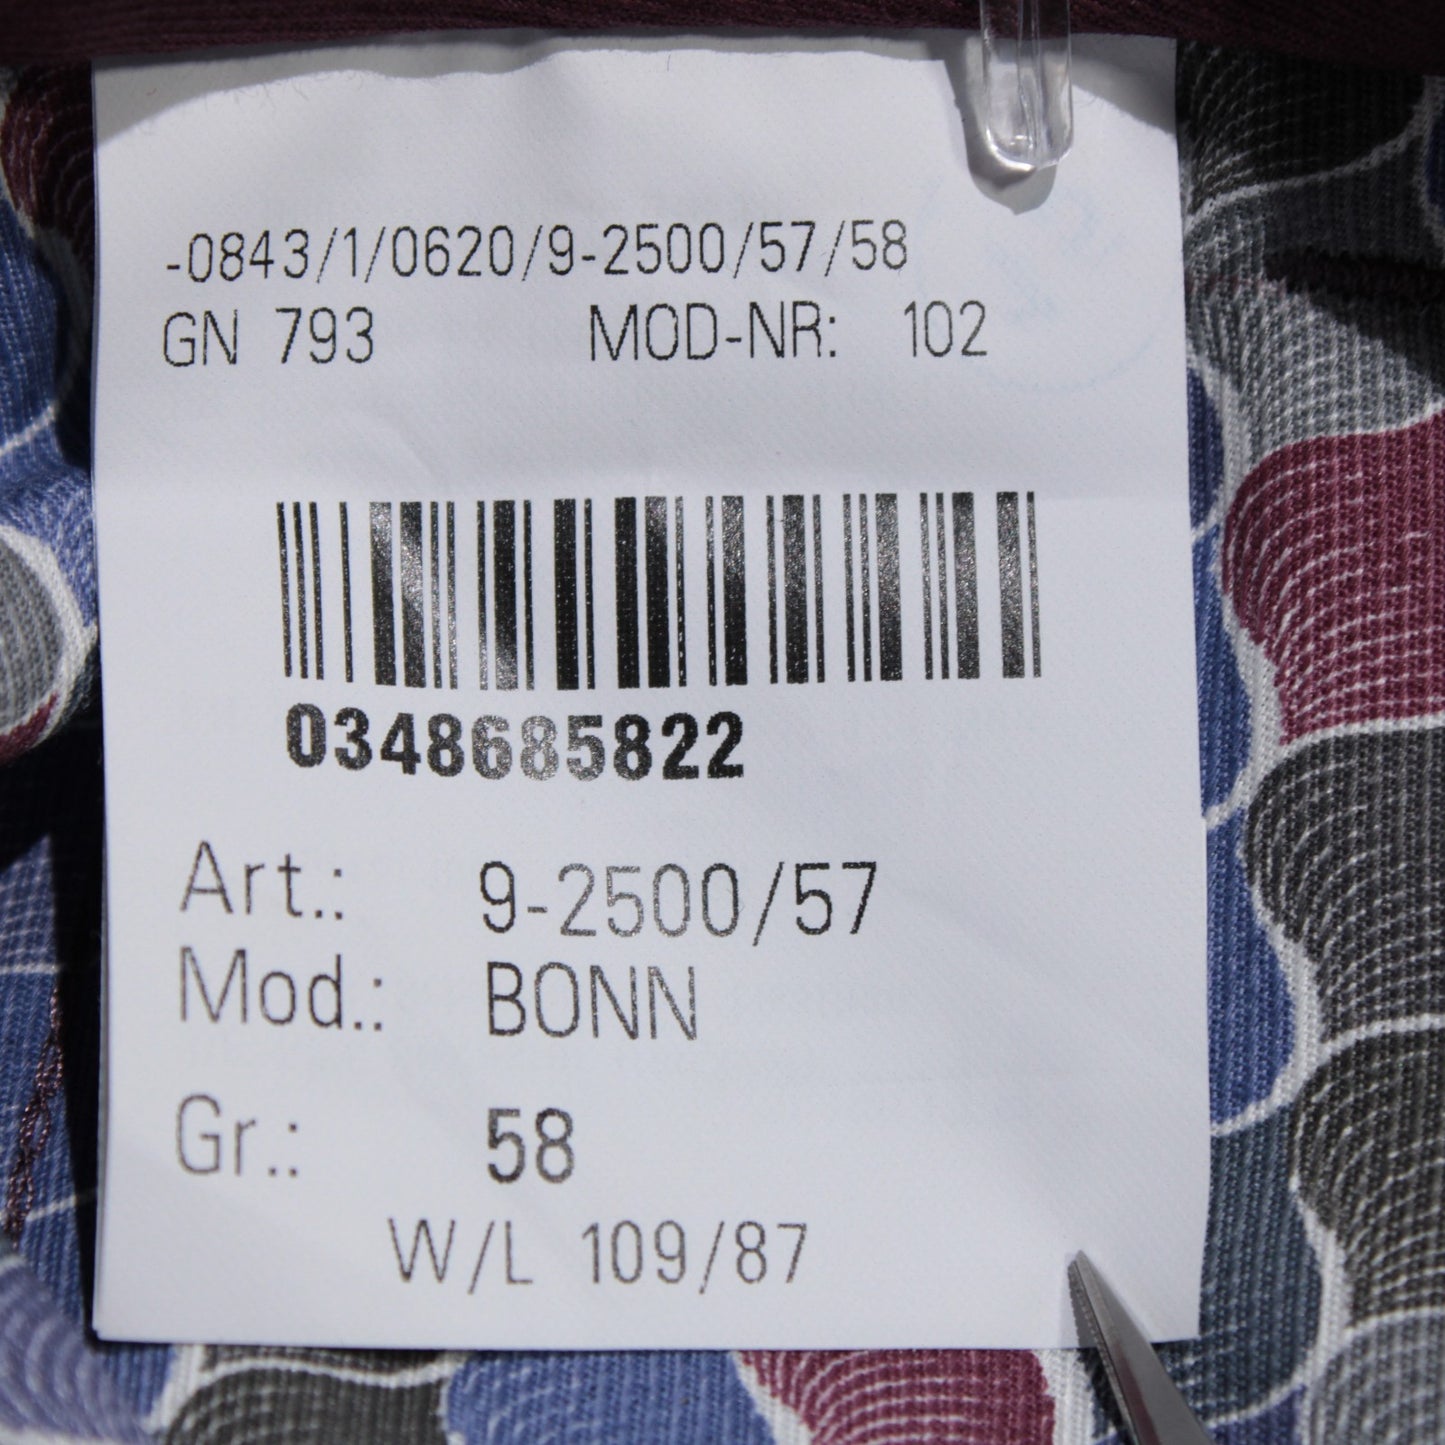 -0843/1/0620/9-2500/57/58
GN 793 MOD-NR: 102
0348685822
Art.: 9-2500/57
Mod.: BONN
Gr.: 58
W/L 109/87